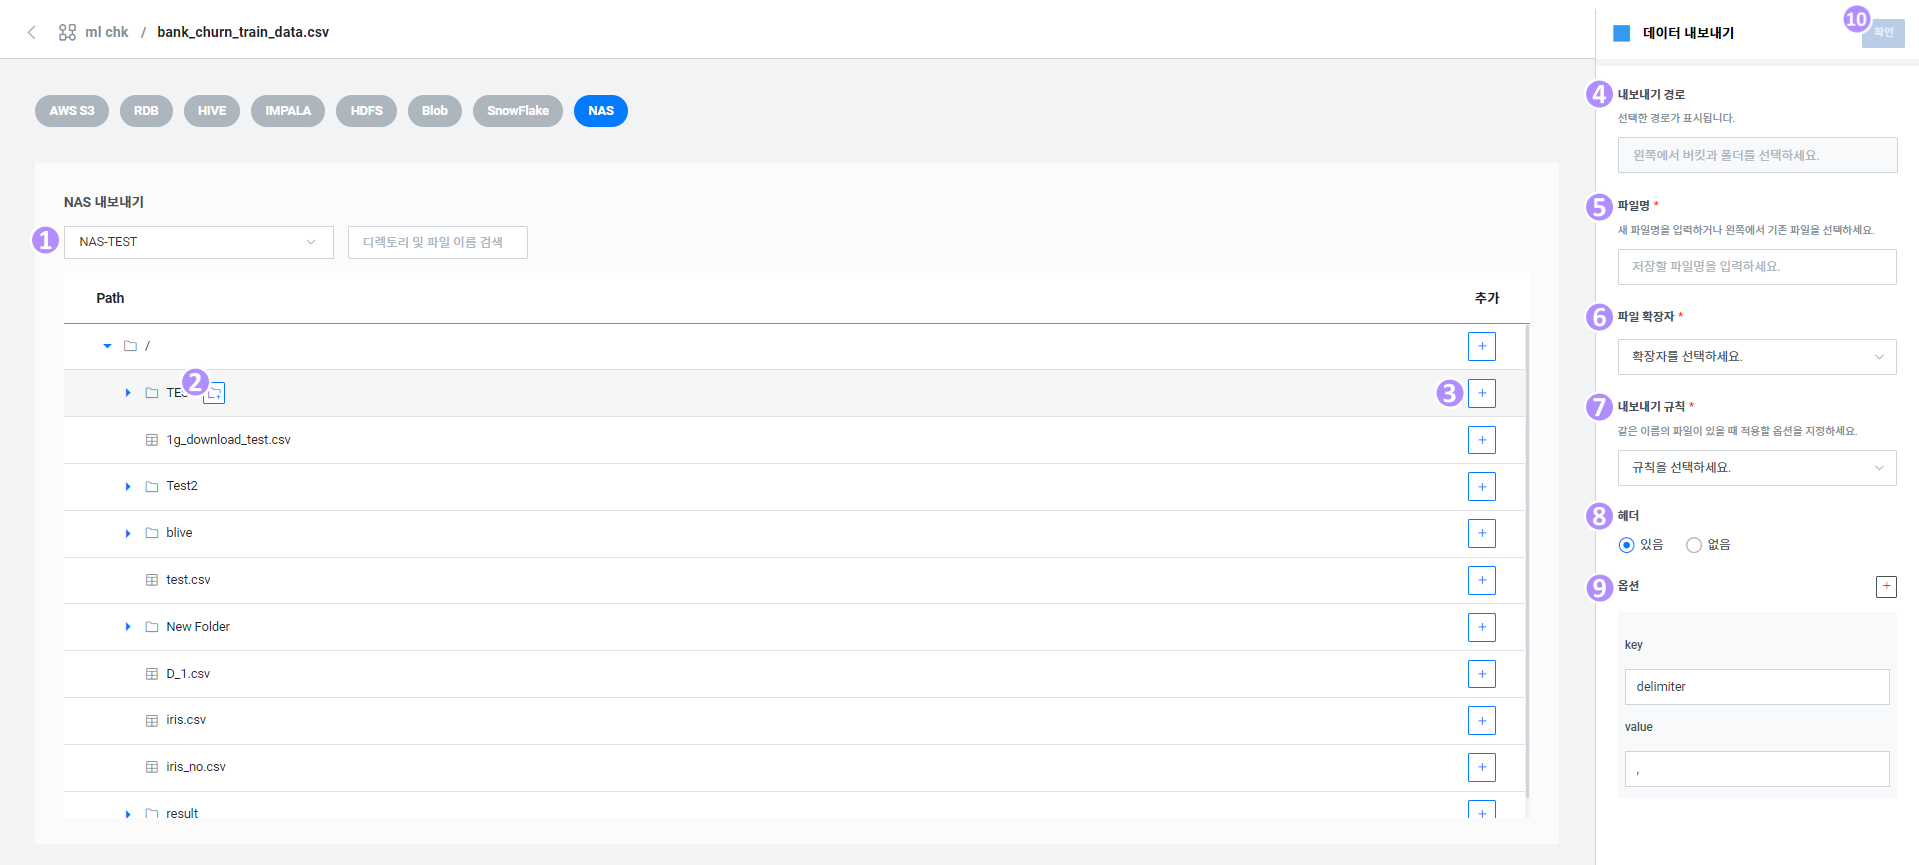 ml chk / bank_churn_train_data.csv
AWS S3 RDB HIVE IMPALA HDFS Blob SnowFlake NAS
NAS 내보내기
1 NAS-TEST 디렉토리 및 파일 이름 검색
Path 추가
/ +
2 3 +
1g_download_test.csv +
Test2 +
blive +
test.csv +
New Folder +
D_1.csv +
iris.csv +
iris_no.csv +
result +
데이터 내보내기 10 확인
4 내보내기 경로
선택한 경로가 표시됩니다.
왼쪽에서 버킷과 폴더를 선택하세요.
5 파일명 *
새 파일명을 입력하거나 왼쪽에서 기존 파일을 선택하세요.
저장할 파일명을 입력하세요.
6 파일 확장자 *
확장자를 선택하세요.
7 내보내기 규칙 *
같은 이름의 파일이 있을 때 적용할 옵션을 지정하세요.
규칙을 선택하세요.
8 헤더
있음 없음
9 옵션 +
key
delimiter
value
,